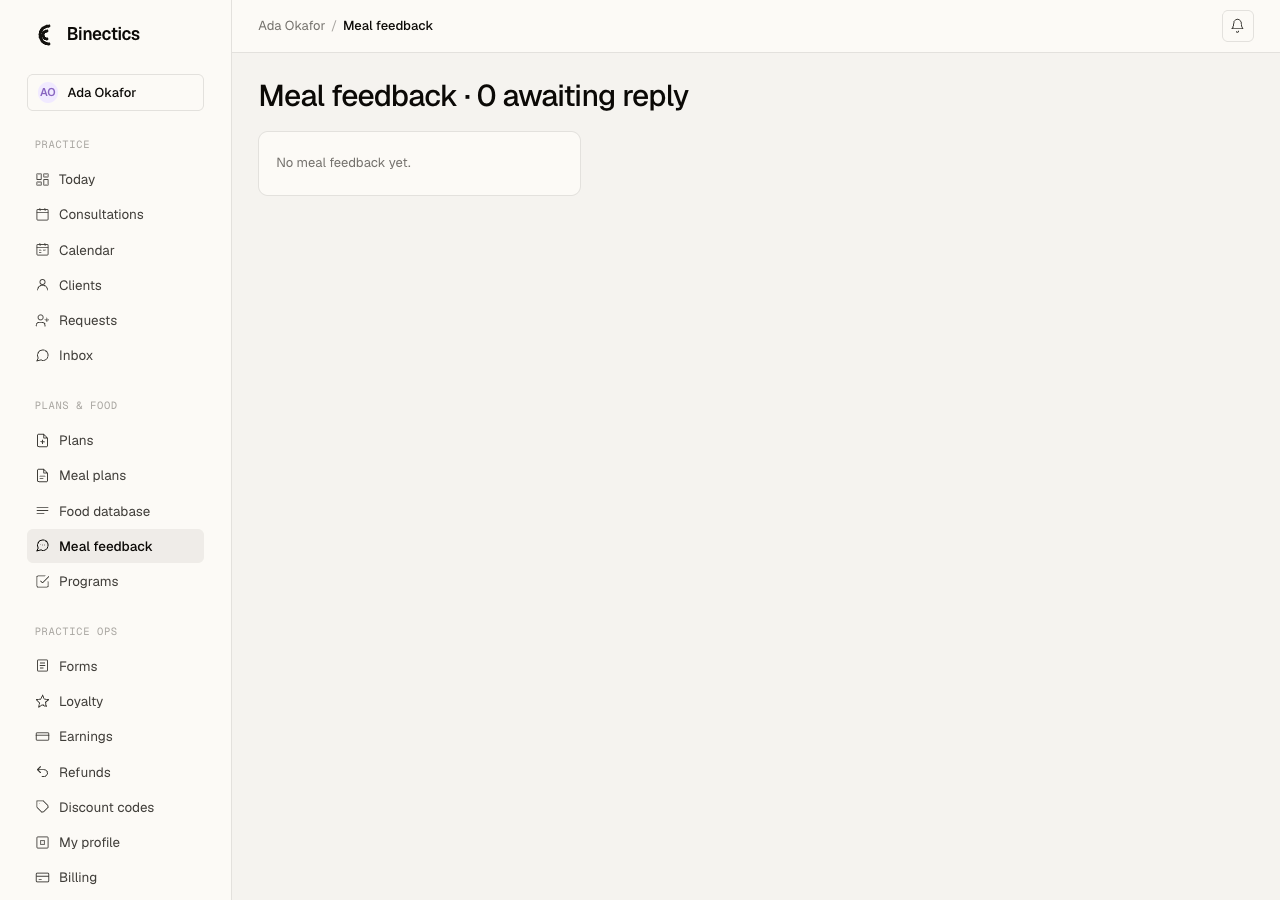 Binectics
AO Ada Okafor
PRACTICE
Today
Consultations
Calendar
Clients
Requests
Inbox
PLANS & FOOD
Plans
Meal plans
Food database
Meal feedback
Programs
PRACTICE OPS
Forms
Loyalty
Earnings
Refunds
Discount codes
My profile
Billing
Ada Okafor / Meal feedback
Meal feedback · 0 awaiting reply
No meal feedback yet.